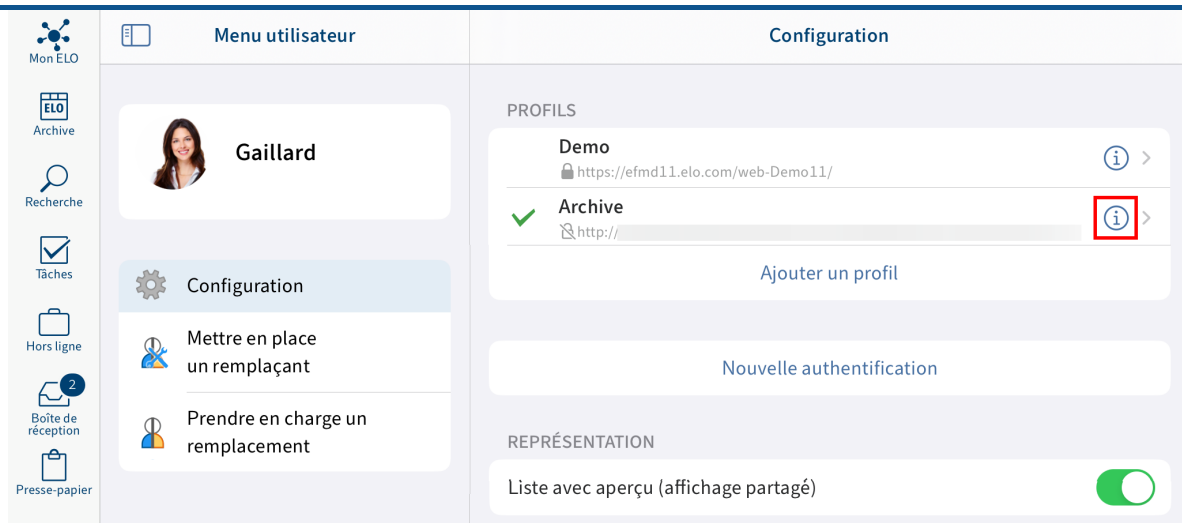 Mon ELO
ELO
Archive
Recherche
Tâches
Hors ligne
2
Boîte de
réception
Presse-papier
Menu utilisateur
Gaillard
Configuration
Mettre en place
un remplaçant
Prendre en charge un
remplacement
Configuration
PROFILS
Demo
https://efmd11.elo.com/web-Demo11/
Archive
http://
Ajouter un profil
Nouvelle authentification
REPRÉSENTATION
Liste avec aperçu (affichage partagé)